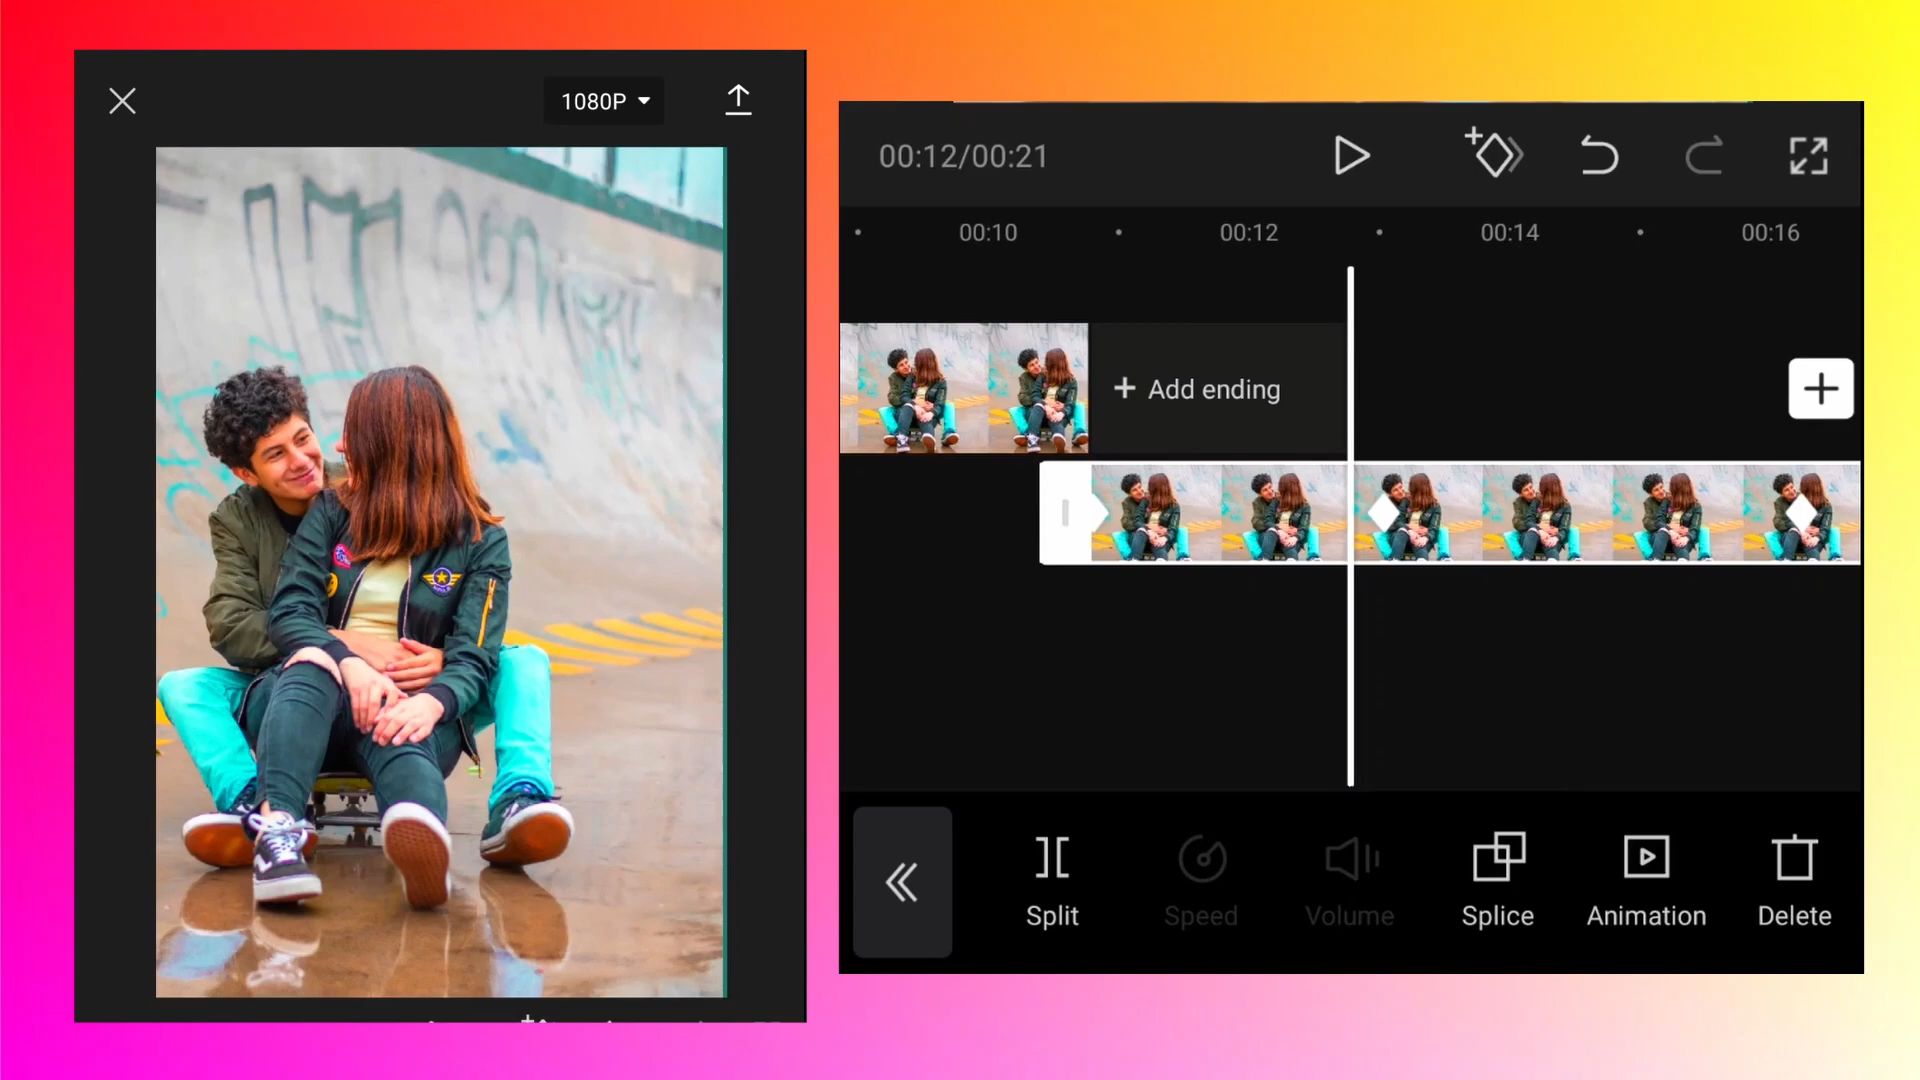 1080P
00:12/00:21
00:10
00:12
00:14
00:16
+ Add ending
Split
Speed
Volume
Splice
Animation
Delete